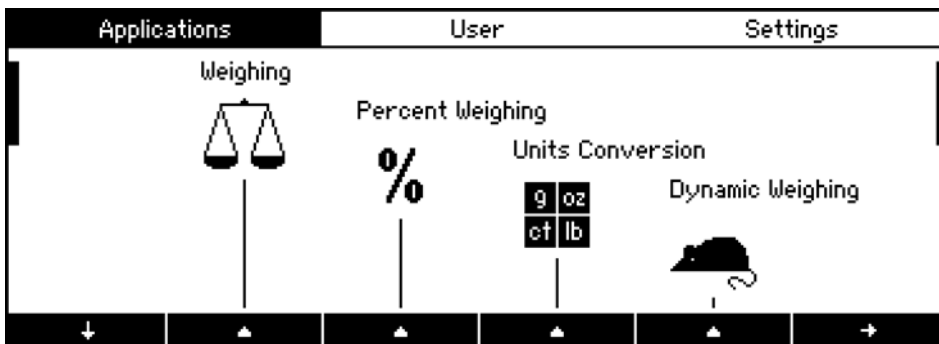 Applications User Settings
Weighing
Percent Weighing
%
Units Conversion
g oz
ct lb
Dynamic Weighing